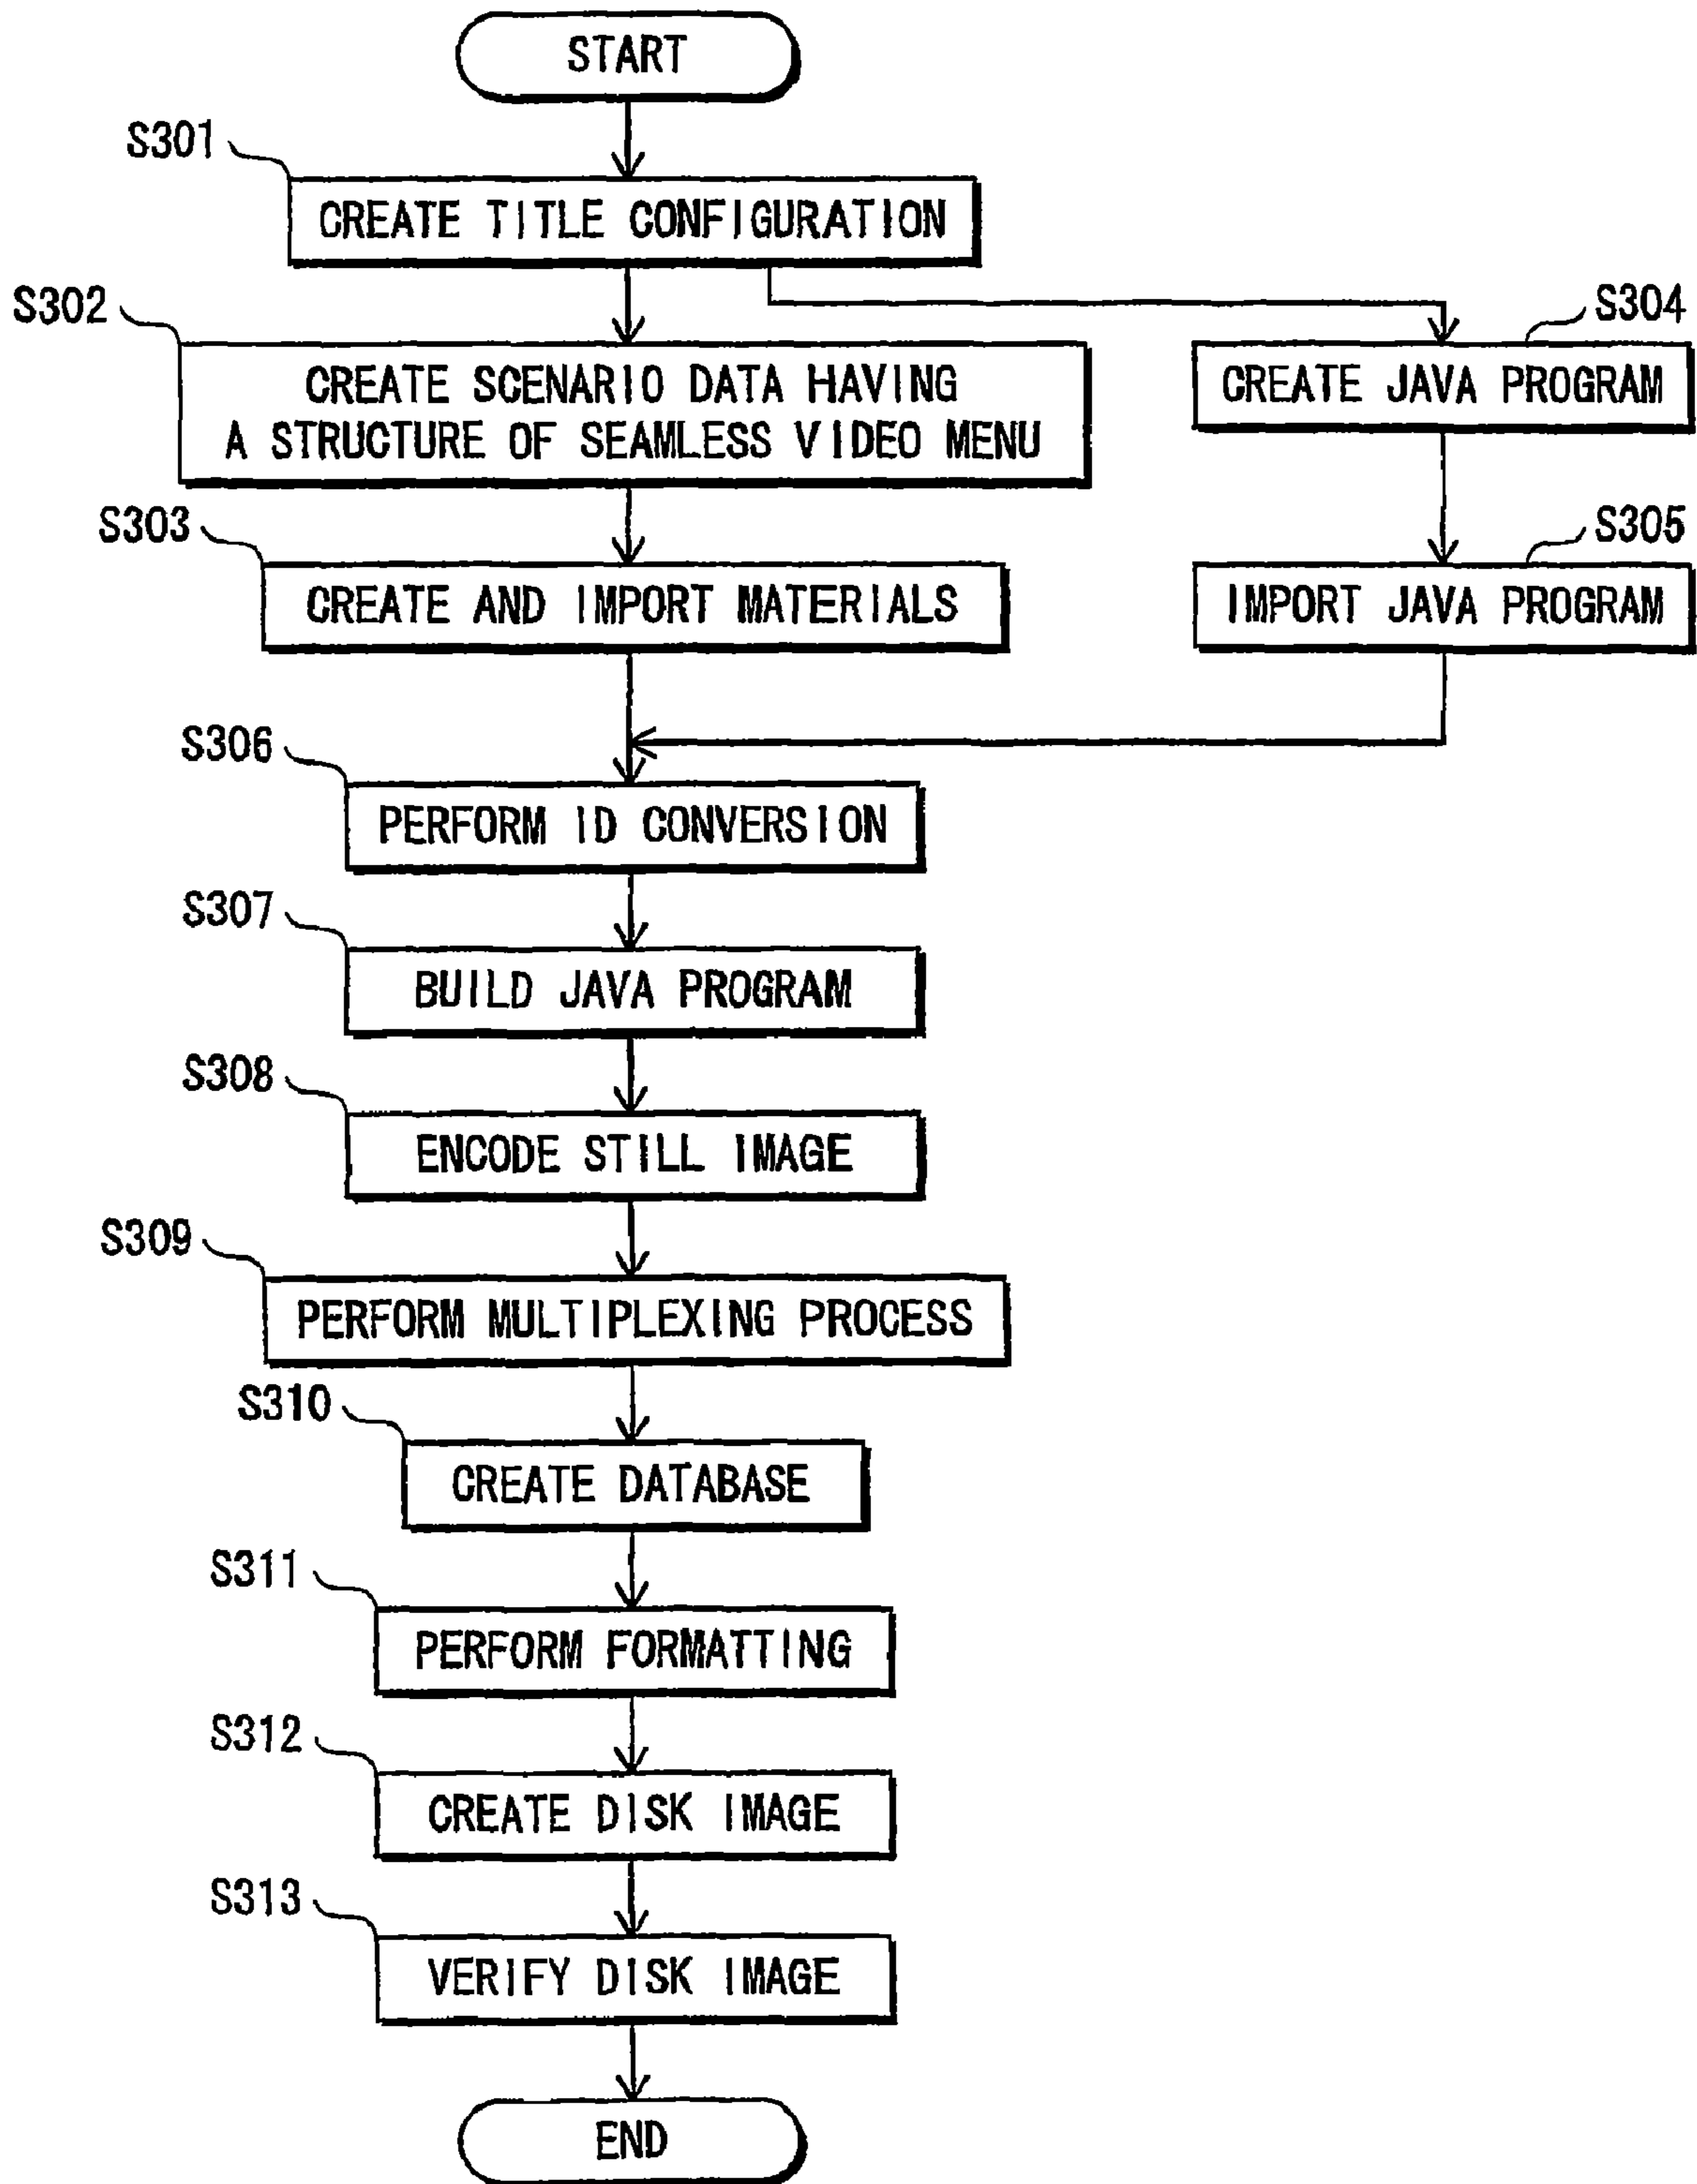 START
S301
CREATE TITLE CONFIGURATION
S302
CREATE SCENARIO DATA HAVING
A STRUCTURE OF SEAMLESS VIDEO MENU
S304
CREATE JAVA PROGRAM
S303
CREATE AND IMPORT MATERIALS
S305
IMPORT JAVA PROGRAM
S306
PERFORM ID CONVERSION
S307
BUILD JAVA PROGRAM
S308
ENCODE STILL IMAGE
S309
PERFORM MULTIPLEXING PROCESS
S310
CREATE DATABASE
S311
PERFORM FORMATTING
S312
CREATE DISK IMAGE
S313
VERIFY DISK IMAGE
END